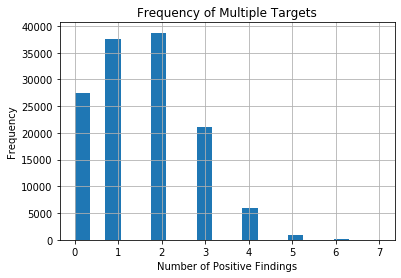 Frequency of Multiple Targets
40000
35000
30000
25000
20000
15000
10000
5000
0
Frequency
0 1 2 3 4 5 6 7
Number of Positive Findings